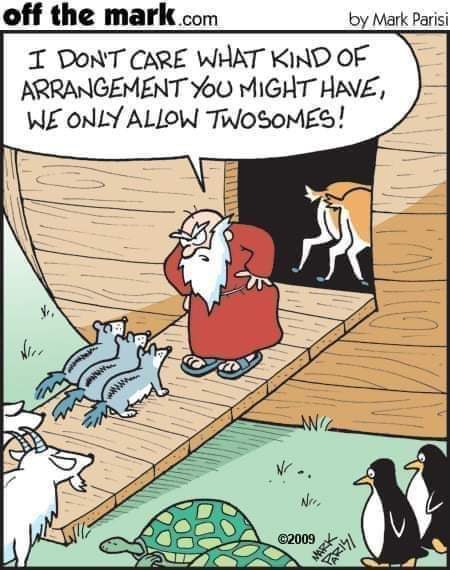 off the mark.com by Mark Parisi
I DON'T CARE WHAT KIND OF
ARRANGEMENT YOU MIGHT HAVE,
WE ONLY ALLOW TWOSOMES!
©2009
MARK
PARISI